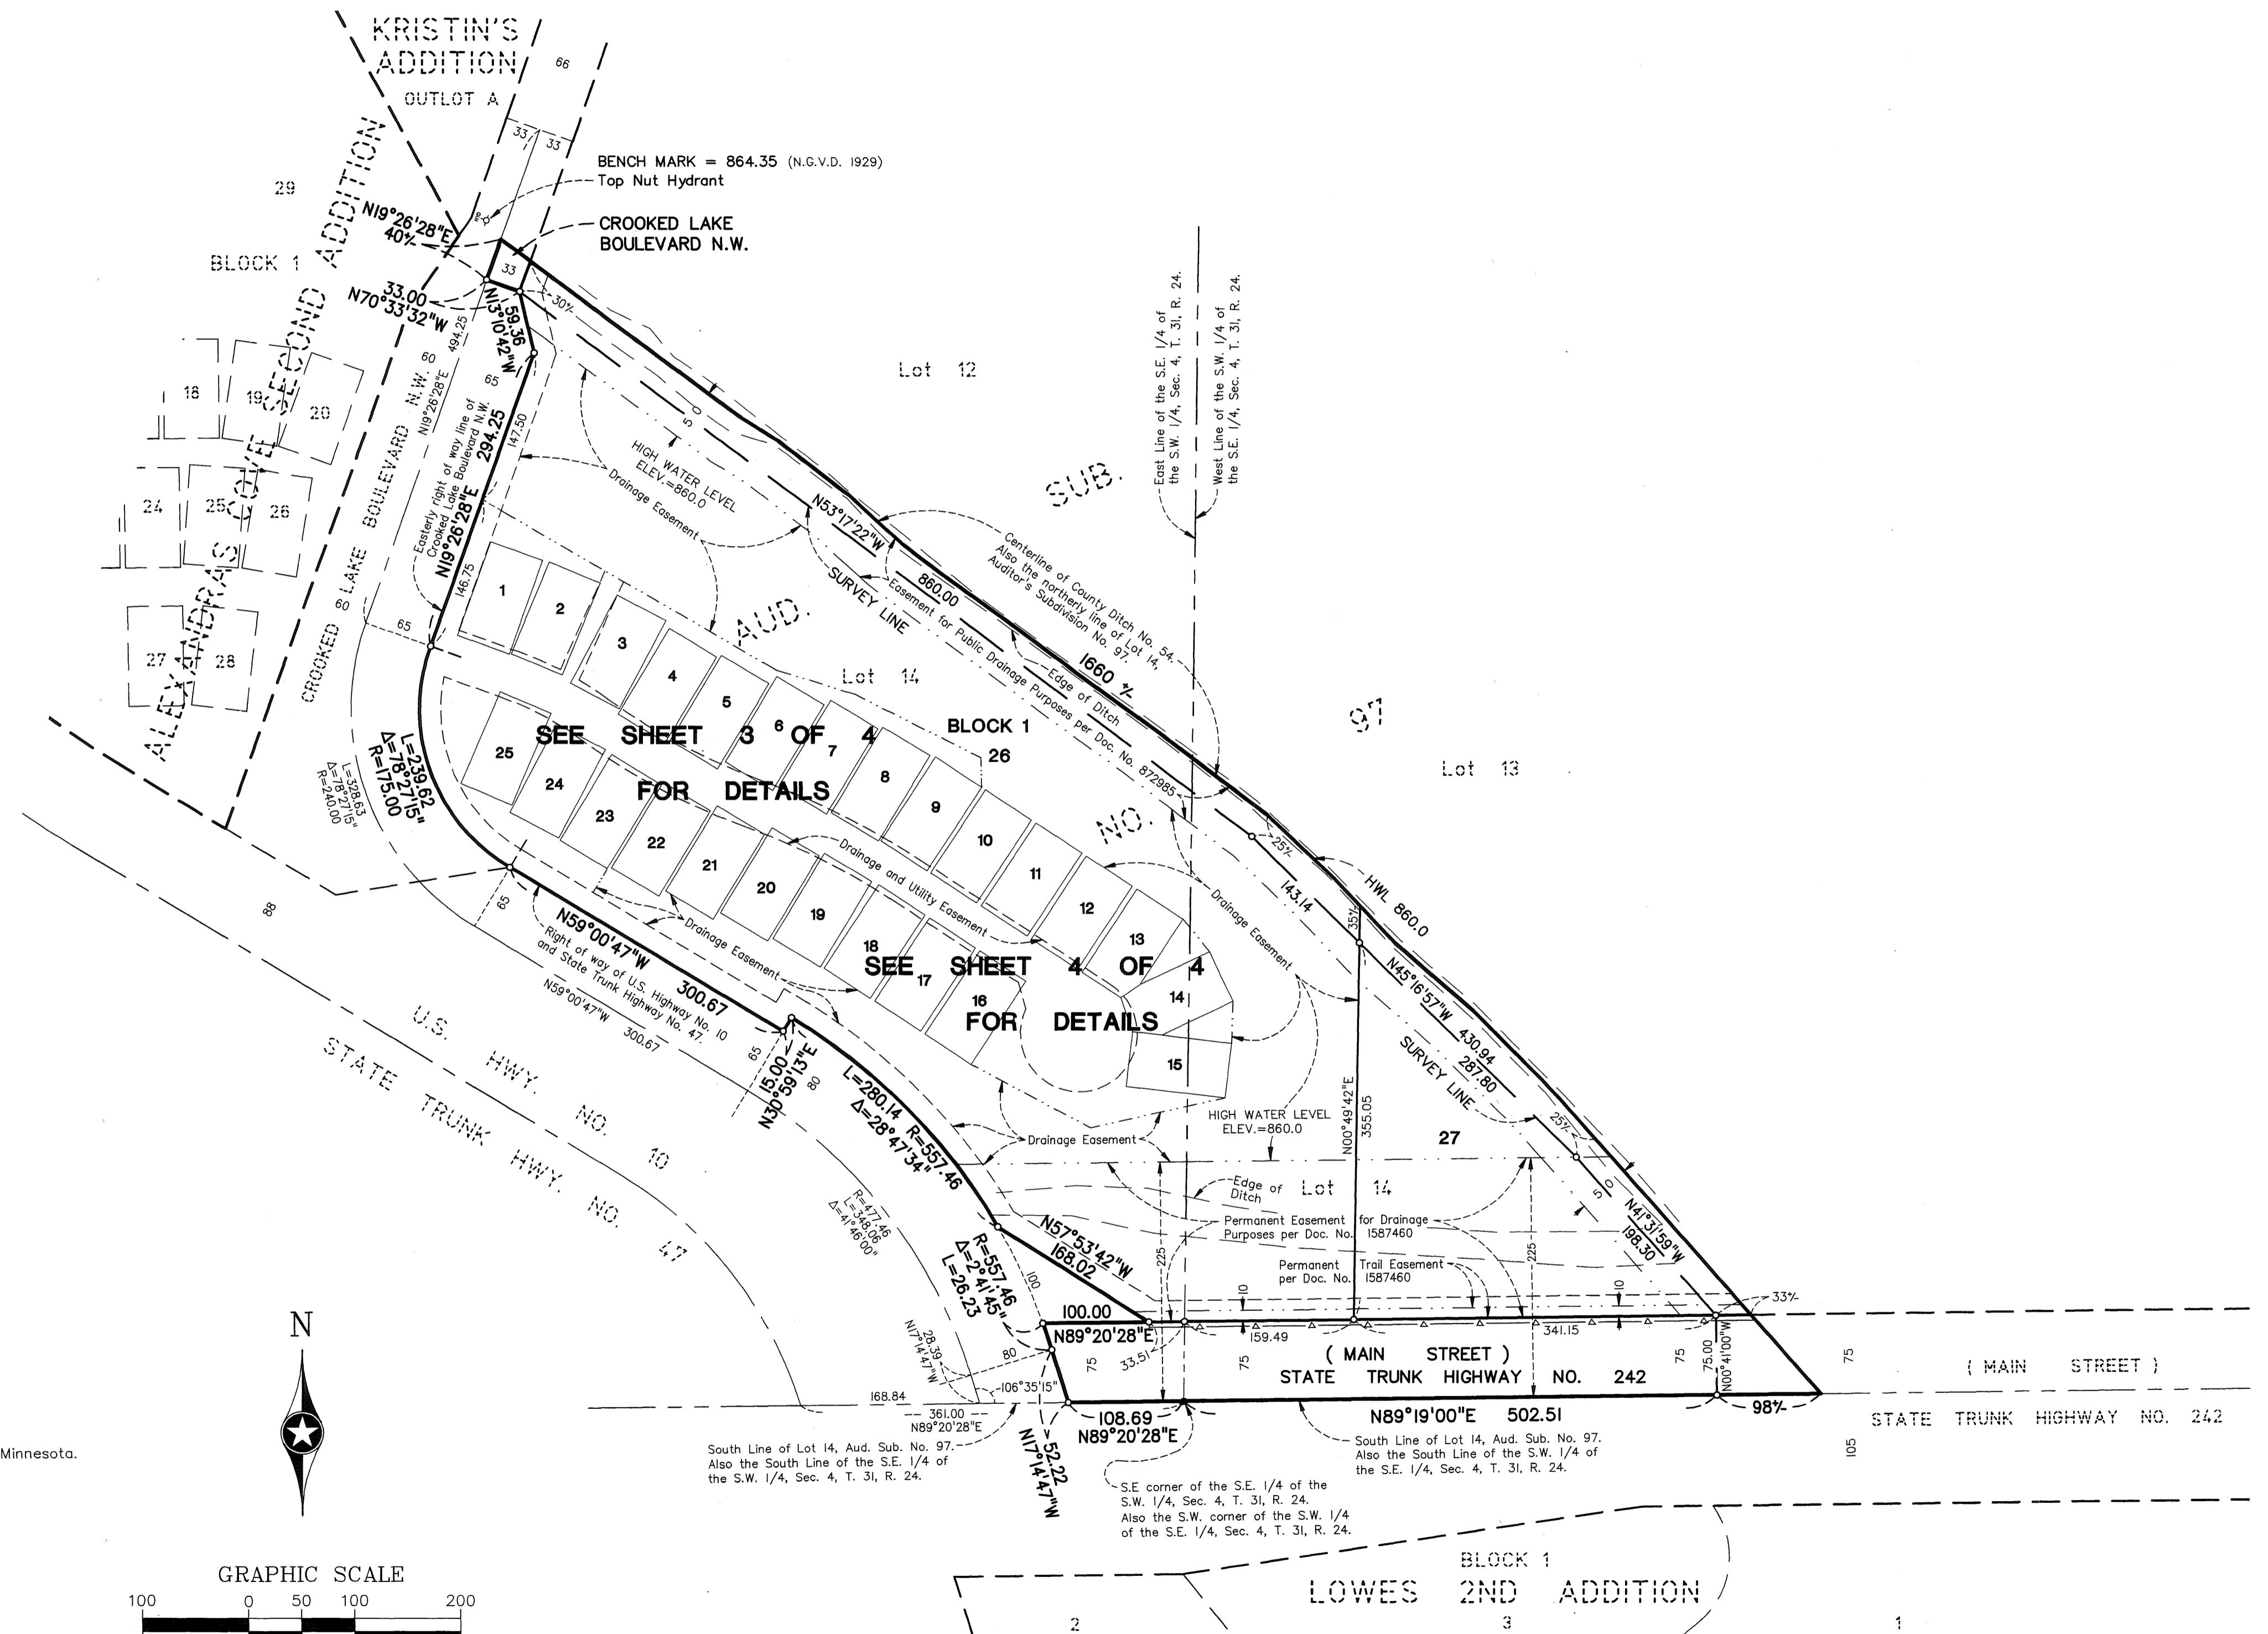 KRISTIN'S
ADDITION
OUTLOT A
66
33
33
BENCH MARK = 864.35 (N.G.V.D. 1929)
Top Nut Hydrant
29
N19°26'28"E
40±
CROOKED LAKE
BOULEVARD N.W.
BLOCK 1
33
33.00
N70°33'32"W
59.36
N13°10'42"W
30±
ALEXANDRAS COVE SECOND ADDITION
18
19
20
24
25
26
27
28
CROOKED LAKE BOULEVARD N.W.
60
60
494.25
N19°26'28"E
65
65
Easterly right of way line of
Crooked Lake Boulevard N.W.
N19°26'28"E 294.25
147.50
146.75
HIGH WATER LEVEL
ELEV.=860.0
Drainage Easement
50
N53°17'22"W
860.00
SURVEY LINE
Easement for Public Drainage Purposes per Doc. No. 872985
Edge of Ditch
1660 ±
Centerline of County Ditch No. 54.
Also the northerly line of Lot 14,
Auditor's Subdivision No. 97.
Lot 12
East Line of the S.E. 1/4 of
the S.W. 1/4, Sec. 4, T. 31, R. 24.
West Line of the S.W. 1/4 of
the S.E. 1/4, Sec. 4, T. 31, R. 24.
AUD.
SUB.
NO.
97
Lot 13
Lot 14
BLOCK 1
26
1
2
3
4
5
6
7
8
9
10
11
12
13
14
15
16
17
18
19
20
21
22
23
24
25
SEE SHEET 3 OF 4
FOR DETAILS
SEE SHEET 4 OF 4
FOR DETAILS
Drainage and Utility Easement
Drainage Easement
Drainage Easement
Drainage Easement
L=239.62
Δ=78°27'15"
R=175.00
L=328.63
Δ=78°27'15"
R=240.00
88
65
N59°00'47"W 300.67
Right of way of U.S. Highway No. 10
and State Trunk Highway No. 47.
N59°00'47"W 300.67
U.S. HWY. NO. 10
STATE TRUNK HWY. NO. 47
65
15.00
N30°59'13"E
80
L=280.14 R=557.46
Δ=28°47'34"
R=477.46
L=348.06
Δ=41°46'00"
R=557.46
Δ=2°41'45"
L=26.23
100
N57°53'42"W
168.02
25±
143.14
HWL 860.0
35±
N45°16'57"W 430.94
287.80
SURVEY LINE
25±
50
N41°31'59"W
198.30
33±
N00°49'42"E
355.05
HIGH WATER LEVEL
ELEV.=860.0
27
Edge of
Ditch
Lot 14
Permanent Easement for Drainage
Purposes per Doc. No. 1587460
Permanent Trail Easement
per Doc. No. 1587460
225
225
10
10
100.00
N89°20'28"E
33.51
159.49
341.15
75
75
75
75
75.00
N00°41'00"W
( MAIN STREET )
STATE TRUNK HIGHWAY NO. 242
( MAIN STREET )
STATE TRUNK HIGHWAY NO. 242
105
28.39
N17°14'47"W
80
106°35'15"
168.84
361.00
N89°20'28"E
108.69
N89°20'28"E
N89°19'00"E 502.51
98±
52.22
N17°14'47"W
South Line of Lot 14, Aud. Sub. No. 97.
Also the South Line of the S.E. 1/4 of
the S.W. 1/4, Sec. 4, T. 31, R. 24.
South Line of Lot 14, Aud. Sub. No. 97.
Also the South Line of the S.W. 1/4 of
the S.E. 1/4, Sec. 4, T. 31, R. 24.
S.E corner of the S.E. 1/4 of the
S.W. 1/4, Sec. 4, T. 31, R. 24.
Also the S.W. corner of the S.W. 1/4
of the S.E. 1/4, Sec. 4, T. 31, R. 24.
Minnesota.
N
GRAPHIC SCALE
100 0 50 100 200
BLOCK 1
LOWES 2ND ADDITION
2
3
1